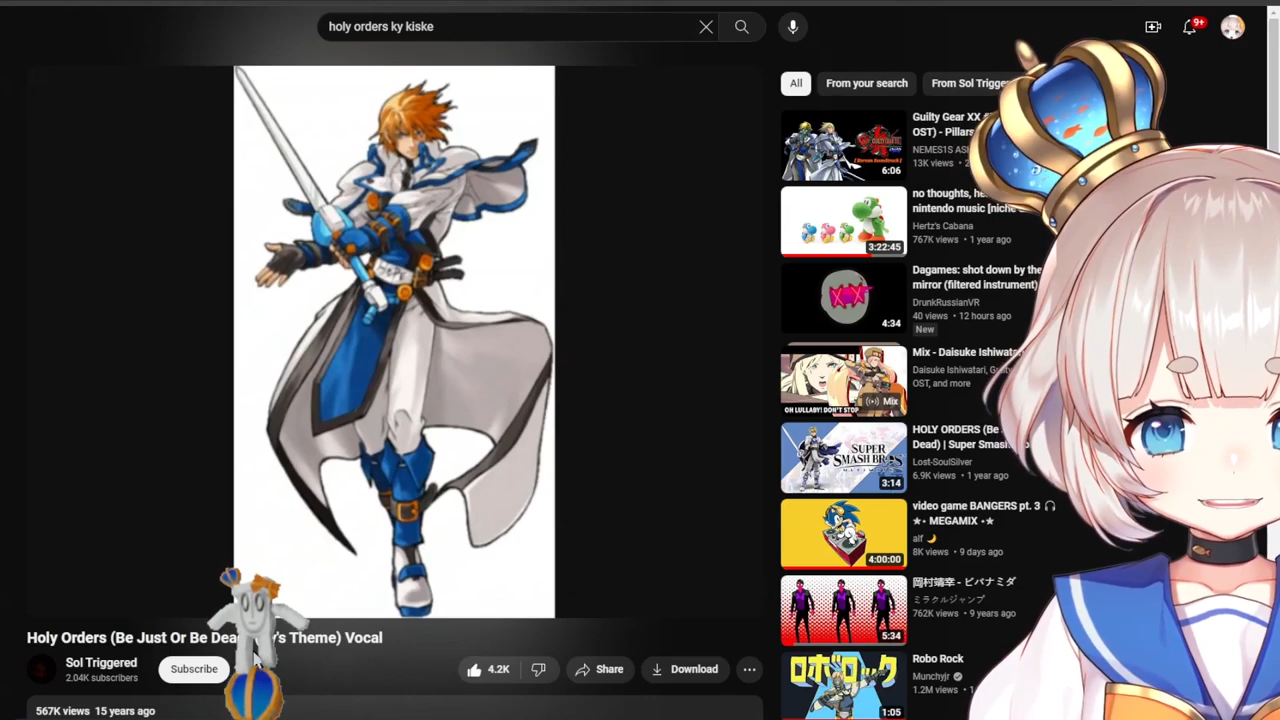 holy orders ky kiske
9+
All
From your search
From Sol Trigge
HOPE
Holy Orders (Be Just Or Be Dea
y's Theme) Vocal
Sol Triggered
2.04K subscribers
Subscribe
4.2K
Share
Download
567K views 15 years ago
6:06
Guilty Gear XX
OST) - Pillars
NEMES1S AS
13K views • 2
3:22:45
no thoughts, he
nintendo music [niche
Hertz's Cabana
767K views • 1 year ago
4:34
Dagames: shot down by the
mirror (filtered instrument)
DrunkRussianVR
40 views • 12 hours ago
New
OH LULLABY! DON'T STOP
Mix
Mix - Daisuke Ishiwata
Daisuke Ishiwatari, Gu
OST, and more
SUPER
SMASH BROS
ULTIMATE
3:14
HOLY ORDERS (Be
Dead) | Super Smas
Lost-SoulSilver
6.9K views • 1 year ago
4:00:00
video game BANGERS pt. 3 🎧
★• MEGAMIX •★
alf 🌙
8K views • 9 days ago
5:34
岡村靖幸 - ビバナミダ
ミラクルジャンプ
762K views • 9 years ago
ロボロック
1:05
Robo Rock
Munchyjr
1.2M views • 1